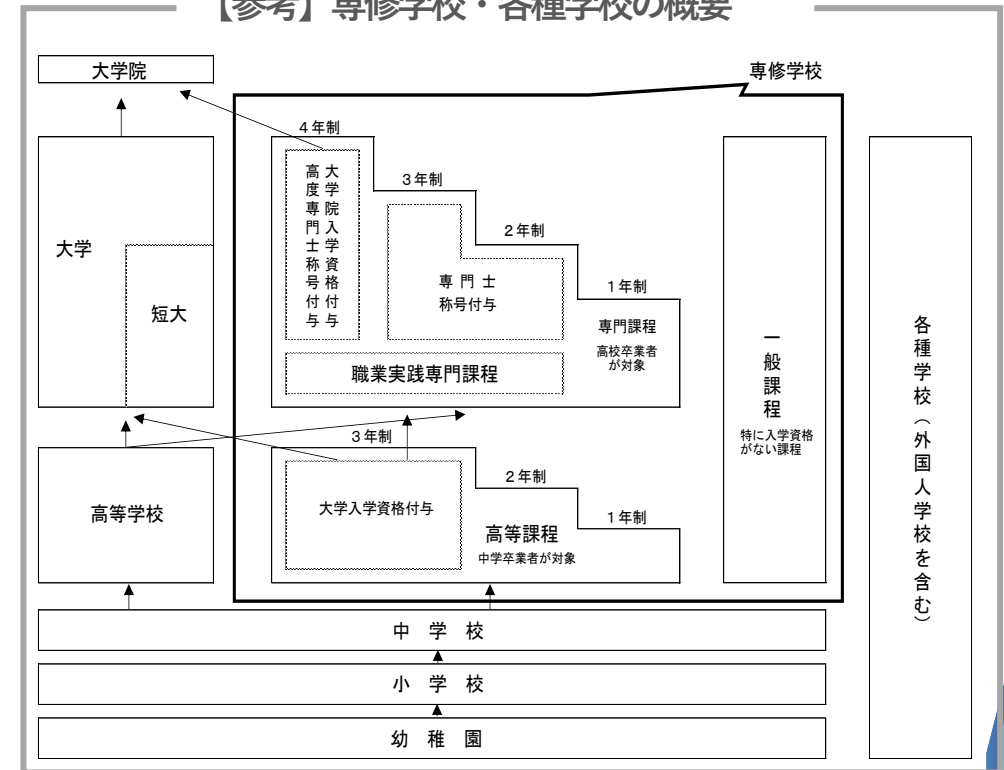 【参考】専修学校・各種学校の概要
大学院
専修学校
4年制
大学院入学資格付与
高度専門士称号付与
3年制
2年制
専門士
称号付与
1年制
専門課程
高校卒業者
が対象
職業実践専門課程
大学
短大
一般課程
特に入学資格
がない課程
各種学校（外国人学校を含む）
3年制
大学入学資格付与
2年制
1年制
高等課程
中学卒業者が対象
高等学校
中学校
小学校
幼稚園